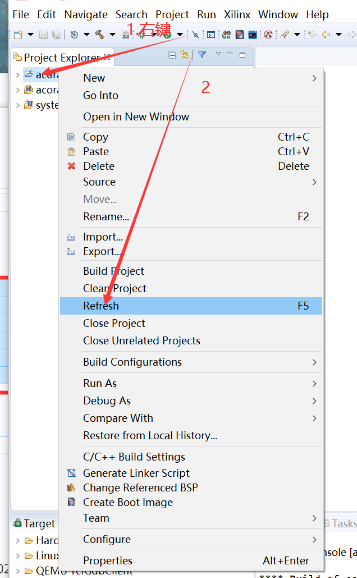 File Edit Navigate Search Project Run Xilinx Window Help
1.右键
Project Explorer
2
acora
acora
syste
New
Go Into
Open in New Window
Copy Ctrl+C
Paste Ctrl+V
Delete Delete
Source
Move...
Rename... F2
Import...
Export...
Build Project
Clean Project
Refresh F5
Close Project
Close Unrelated Projects
Build Configurations
Run As
Debug As
Compare With
Restore from Local History...
C/C++ Build Settings
Generate Linker Script
Change Referenced BSP
Create Boot Image
Team
Configure
Properties Alt+Enter
Target
Tasks
Hard
Linux
QEMU TcfGdbClient
nsole [a